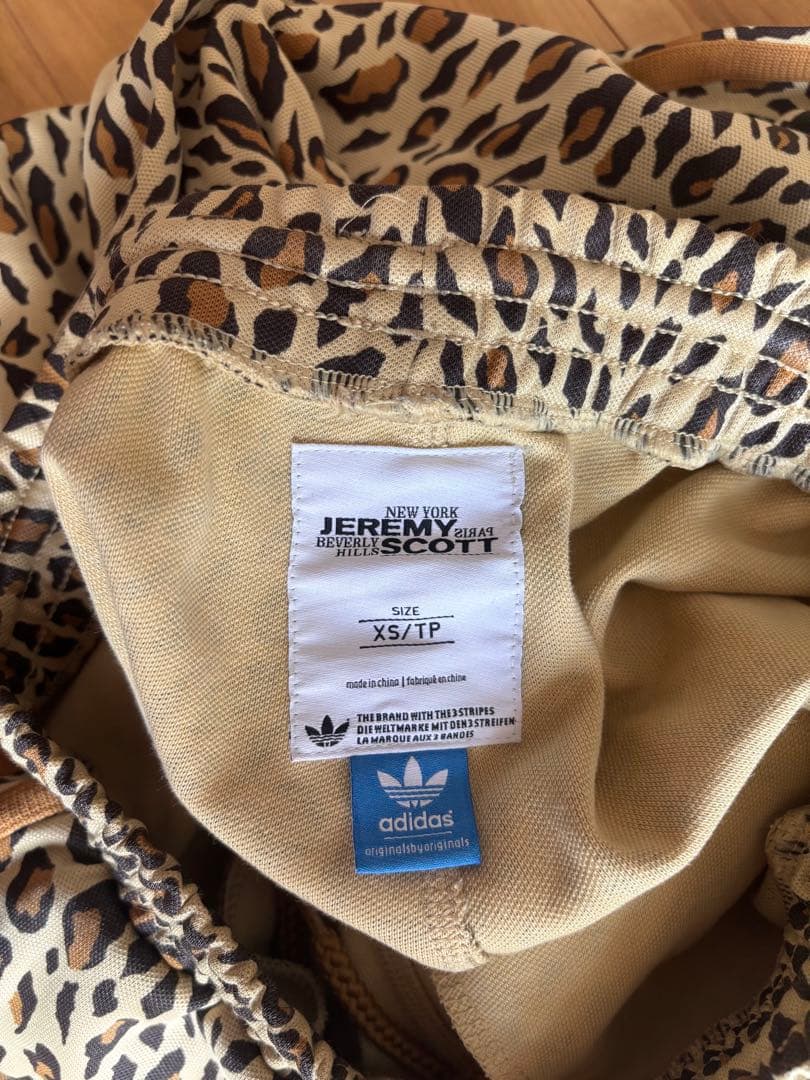 NEW YORK
JEREMY PARIS
BEVERLY HILLS SCOTT
SIZE
XS/TP
made in china | fabriqué en chine
THE BRAND WITH THE 3 STRIPES
DIE WELTMARKE MIT DEN 3 STREIFEN
LA MARQUE AUX 3 BANDES
adidas
originalsbyoriginals